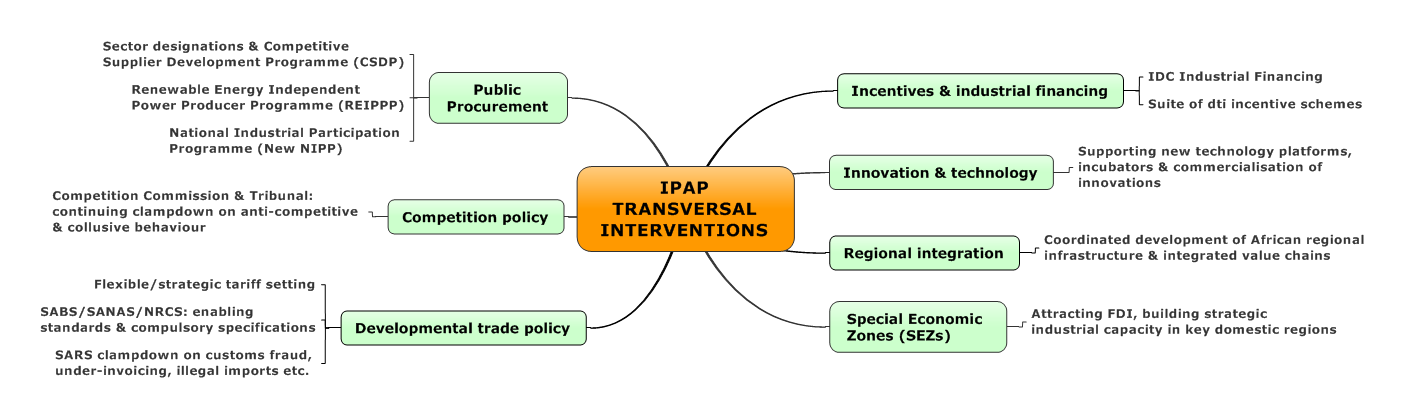 IPAP
TRANSVERSAL
INTERVENTIONS
Public
Procurement
Sector designations & Competitive
Supplier Development Programme (CSDP)
Renewable Energy Independent
Power Producer Programme (REIPPP)
National Industrial Participation
Programme (New NIPP)
Competition policy
Competition Commission & Tribunal:
continuing clampdown on anti-competitive
& collusive behaviour
Developmental trade policy
Flexible/strategic tariff setting
SABS/SANAS/NRCS: enabling
standards & compulsory specifications
SARS clampdown on customs fraud,
under-invoicing, illegal imports etc.
Incentives & industrial financing
IDC Industrial Financing
Suite of dti incentive schemes
Innovation & technology
Supporting new technology platforms,
incubators & commercialisation of
innovations
Regional integration
Coordinated development of African regional
infrastructure & integrated value chains
Special Economic
Zones (SEZs)
Attracting FDI, building strategic
industrial capacity in key domestic regions